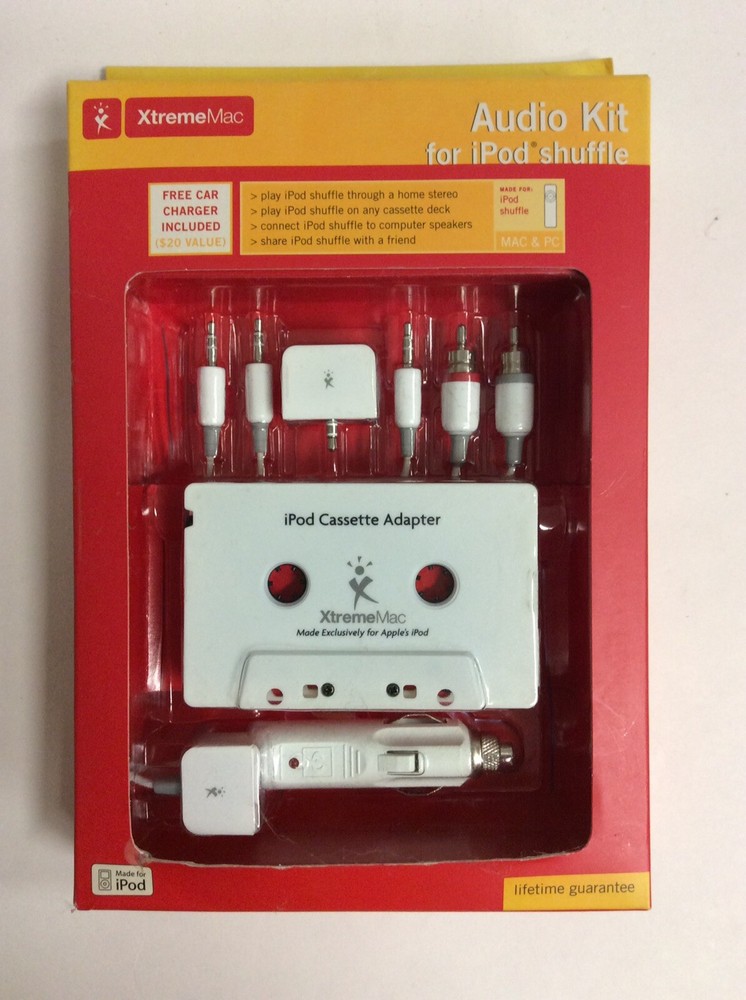 XtremeMac
Audio Kit
for iPod® shuffle
FREE CAR
CHARGER
INCLUDED
($20 VALUE)
> play iPod shuffle through a home stereo
> play iPod shuffle on any cassette deck
> connect iPod shuffle to computer speakers
> share iPod shuffle with a friend
MADE FOR:
iPod
shuffle
MAC & PC
iPod Cassette Adapter
XtremeMac
Made Exclusively for Apple's iPod
Made for
iPod
lifetime guarantee